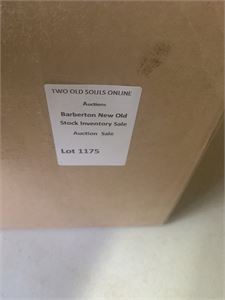 TWO OLD SOULS ONLINE
Auctions
Barberton New Old
Stock Inventory Sale
Auction Sale
Lot 1175